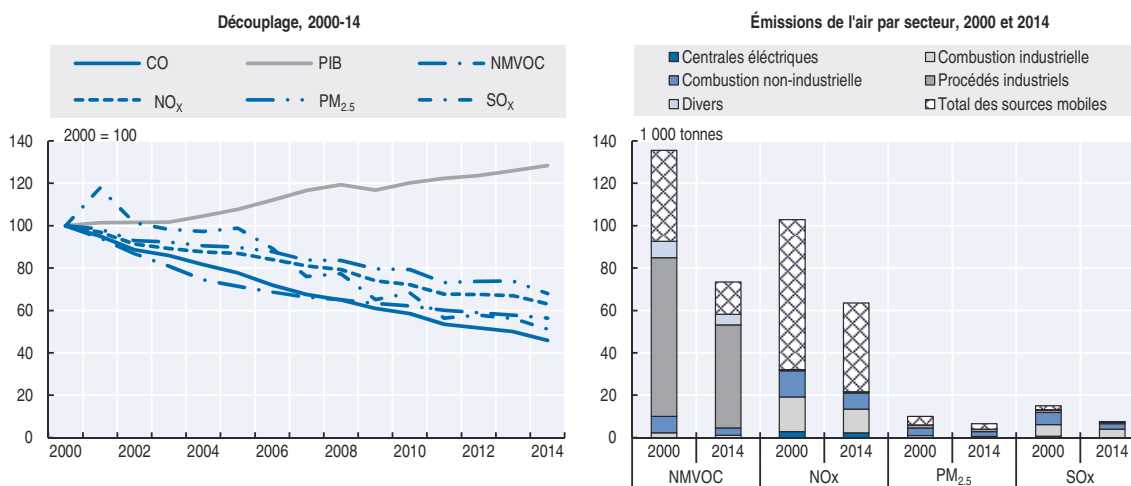 Découplage, 2000-14
CO
PIB
NMVOC
NOX
PM2.5
SOX
2000 = 100
140
120
100
80
60
40
20
0
2000 2002 2004 2006 2008 2010 2012 2014
Émissions de l'air par secteur, 2000 et 2014
Centrales éléctriques
Combustion industrielle
Combustion non-industrielle
Procédés industriels
Divers
Total des sources mobiles
1 000 tonnes
140
120
100
80
60
40
20
0
2000 2014 2000 2014 2000 2014 2000 2014
NMVOC NOx PM2.5 SOx